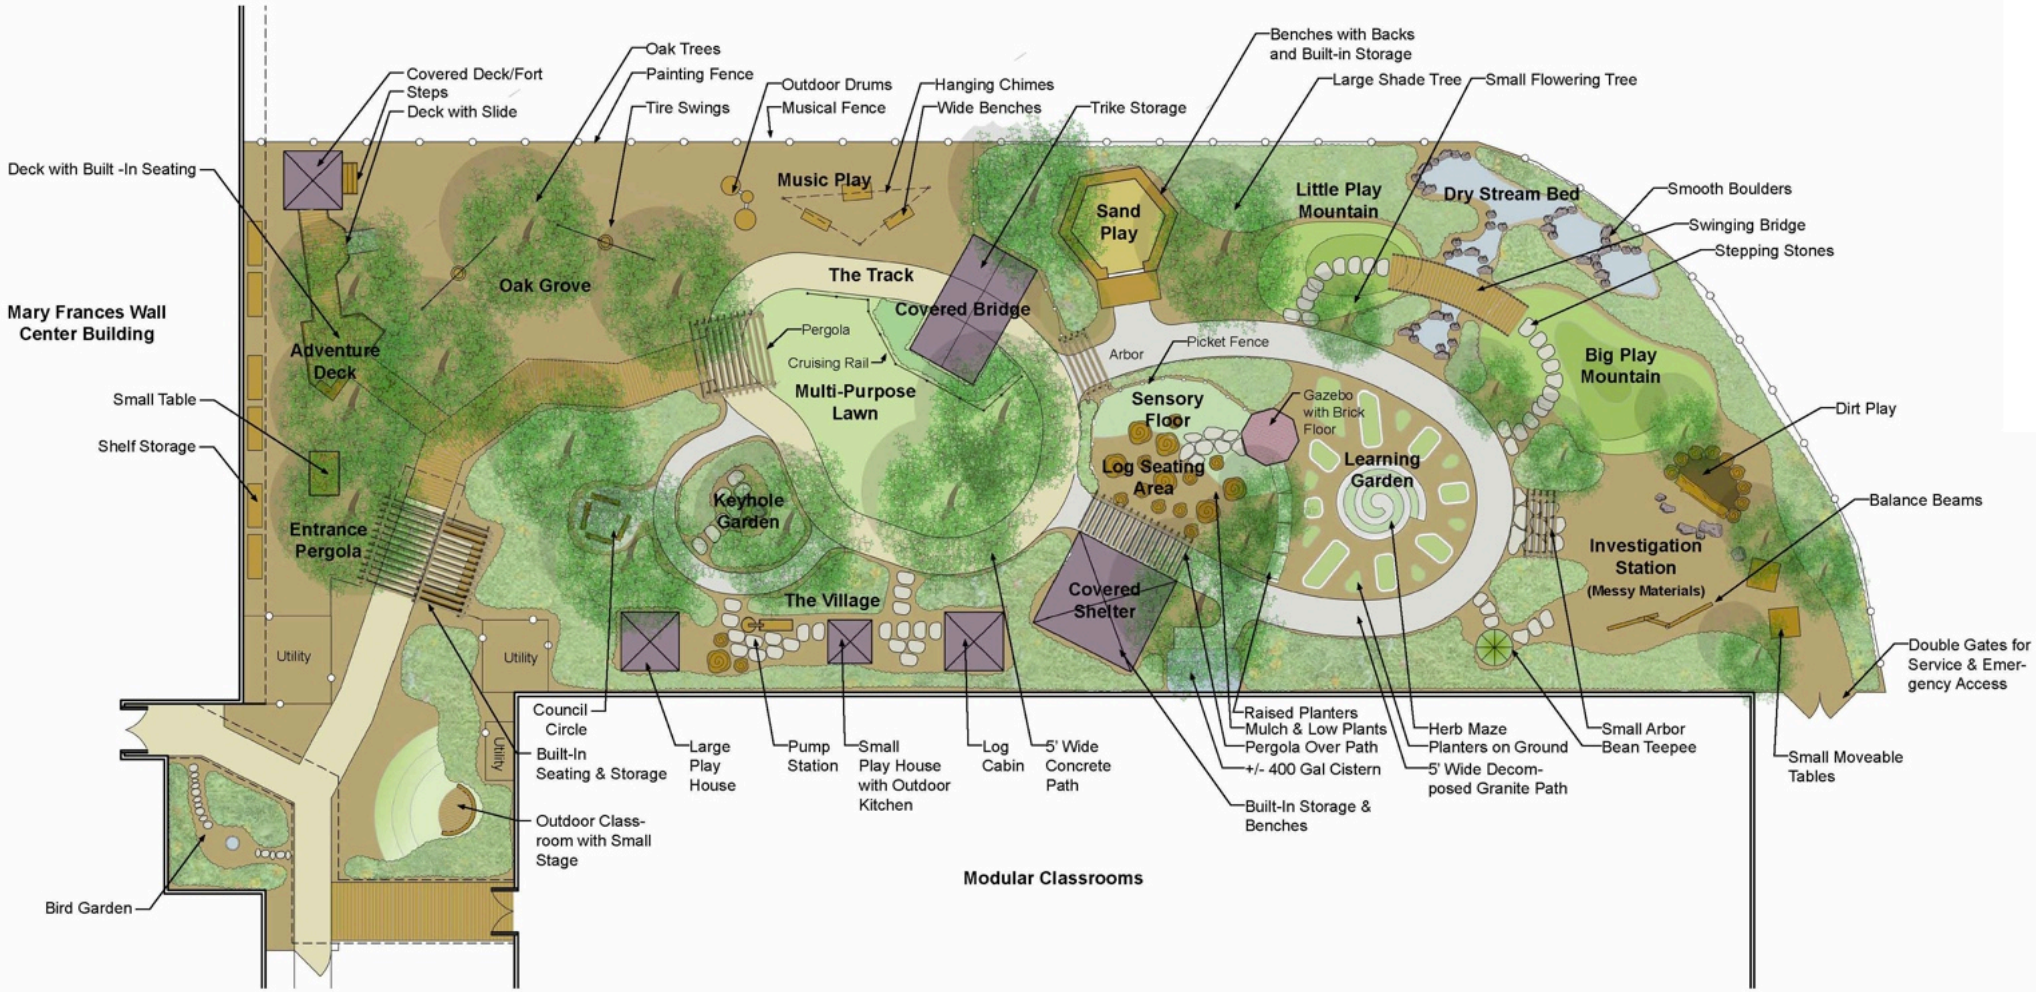 Covered Deck/Fort
Steps
Deck with Slide
Oak Trees
Painting Fence
Tire Swings
Outdoor Drums
Musical Fence
Hanging Chimes
Wide Benches
Trike Storage
Benches with Backs
and Built-in Storage
Large Shade Tree
Small Flowering Tree
Deck with Built -In Seating
Music Play
Sand
Play
Little Play
Mountain
Dry Stream Bed
Smooth Boulders
Swinging Bridge
Stepping Stones
Oak Grove
The Track
Covered Bridge
Mary Frances Wall
Center Building
Adventure
Deck
Pergola
Cruising Rail
Multi-Purpose
Lawn
Arbor
Picket Fence
Big Play
Mountain
Sensory
Floor
Gazebo
with Brick
Floor
Small Table
Shelf Storage
Dirt Play
Log Seating
Area
Learning
Garden
Keyhole
Garden
Entrance
Pergola
Balance Beams
Investigation
Station
(Messy Materials)
The Village
Covered
Shelter
Utility
Utility
Utility
Double Gates for
Service & Emer-
gency Access
Council
Circle
Built-In
Seating & Storage
Large
Play
House
Pump
Station
Small
Play House
with Outdoor
Kitchen
Log
Cabin
5' Wide
Concrete
Path
Raised Planters
Mulch & Low Plants
Pergola Over Path
+/- 400 Gal Cistern
Built-In Storage &
Benches
Herb Maze
Planters on Ground
5' Wide Decom-
posed Granite Path
Small Arbor
Bean Teepee
Small Moveable
Tables
Outdoor Class-
room with Small
Stage
Bird Garden
Modular Classrooms